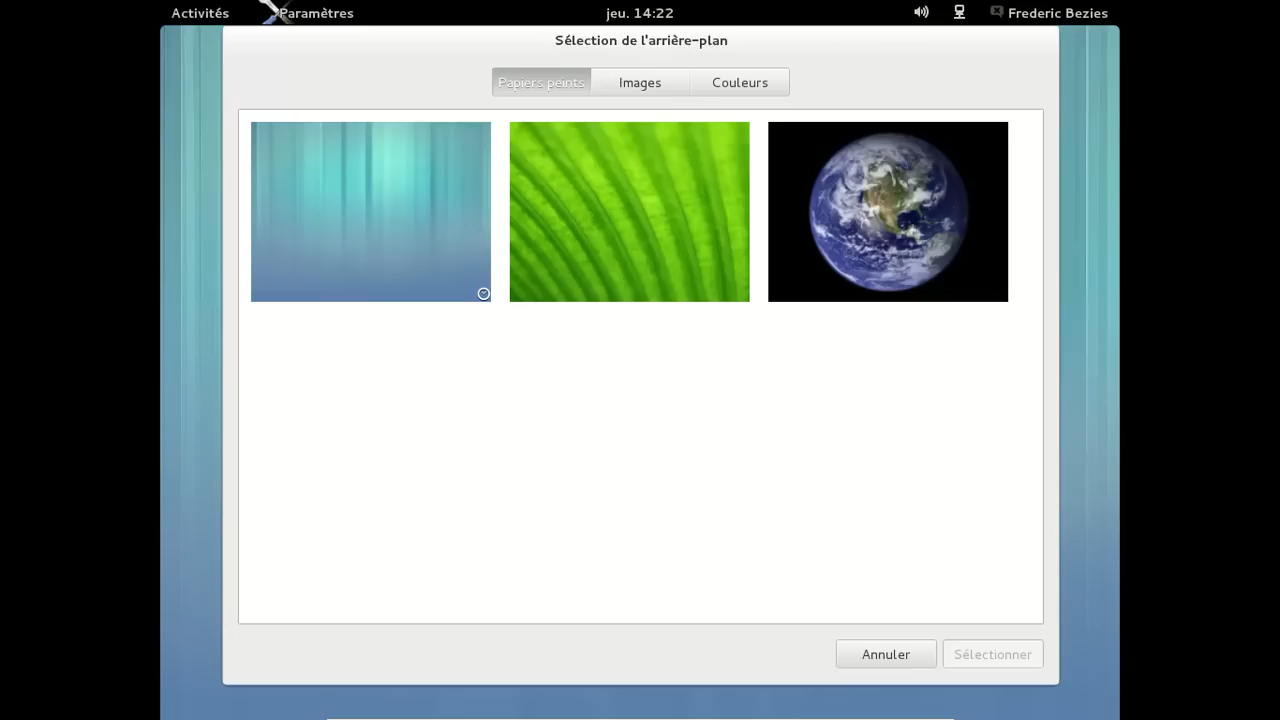 Activités Paramètres jeu. 14:22 Frederic Bezies
Sélection de l'arrière-plan
Papiers peints Images Couleurs
Annuler Sélectionner